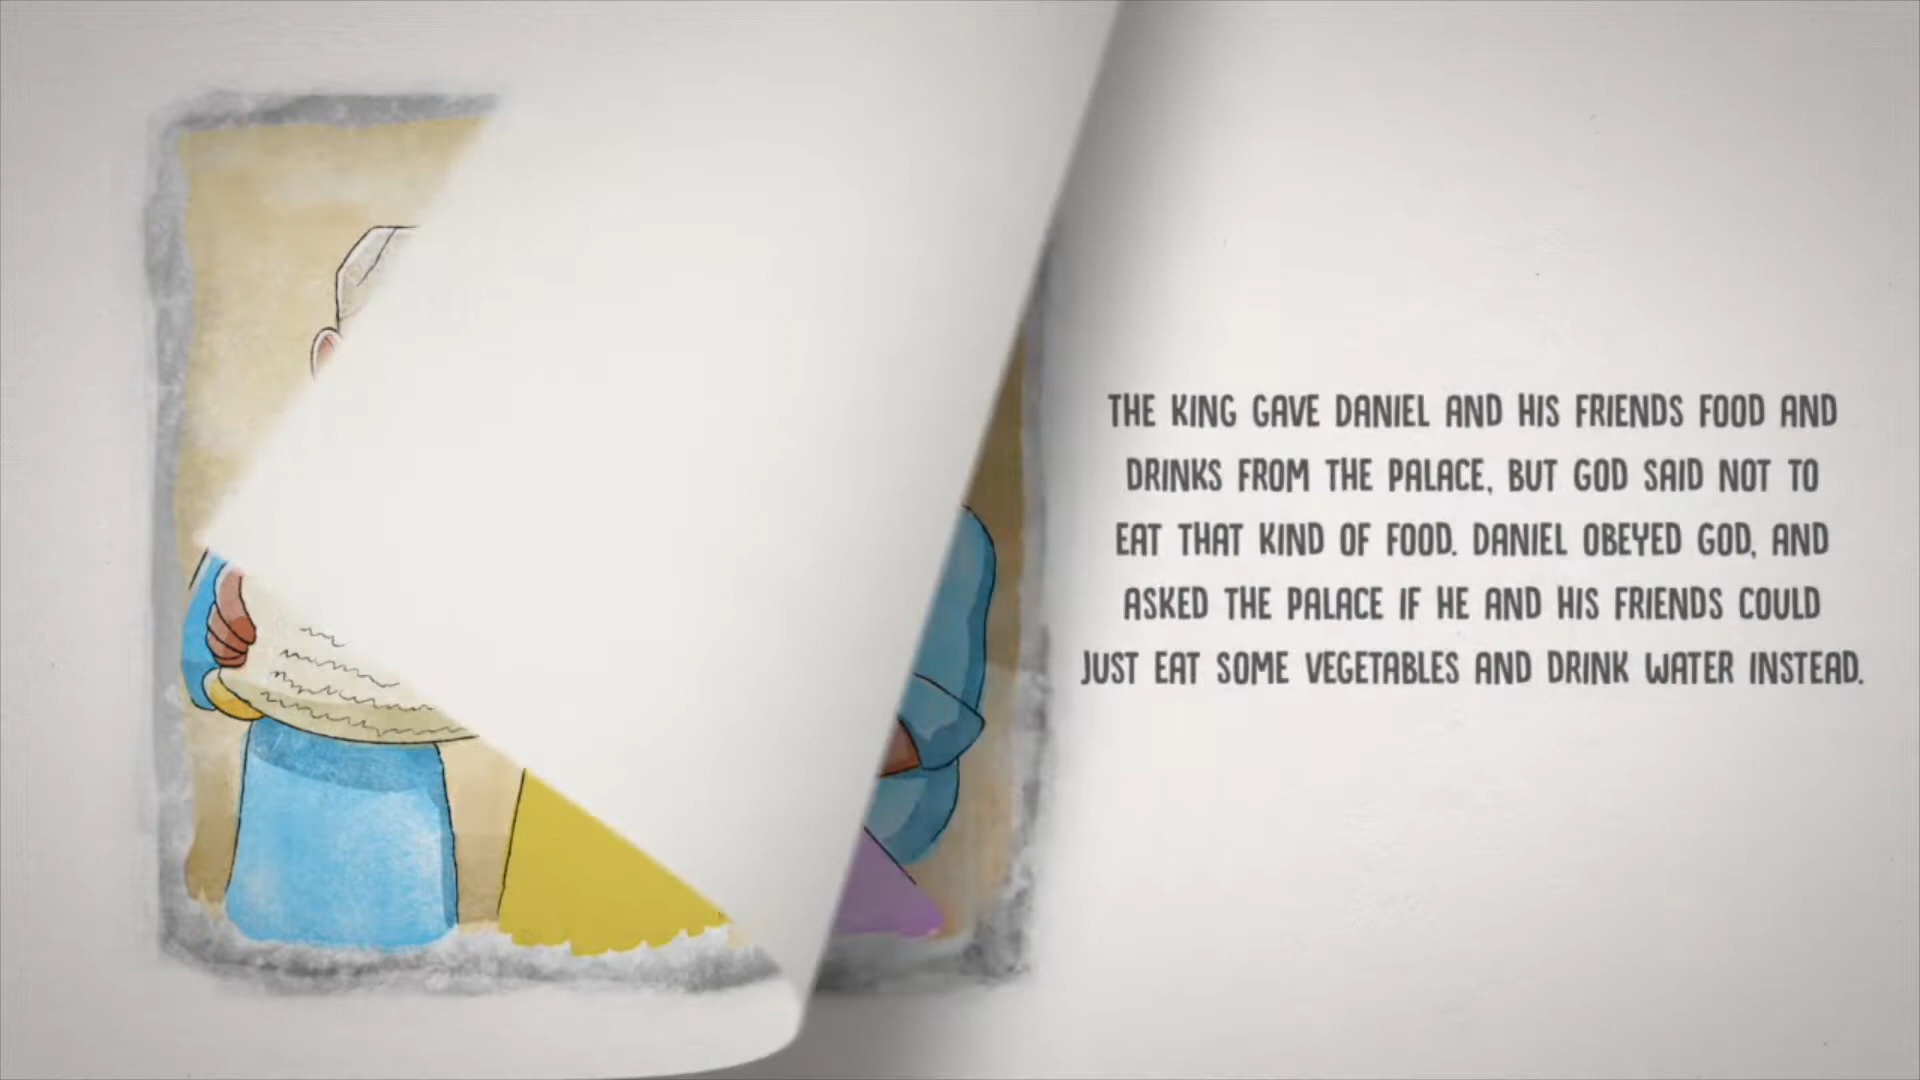 THE KING GAVE DANIEL AND HIS FRIENDS FOOD AND
DRINKS FROM THE PALACE, BUT GOD SAID NOT TO
EAT THAT KIND OF FOOD. DANIEL OBEYED GOD, AND
ASKED THE PALACE IF HE AND HIS FRIENDS COULD
JUST EAT SOME VEGETABLES AND DRINK WATER INSTEAD.